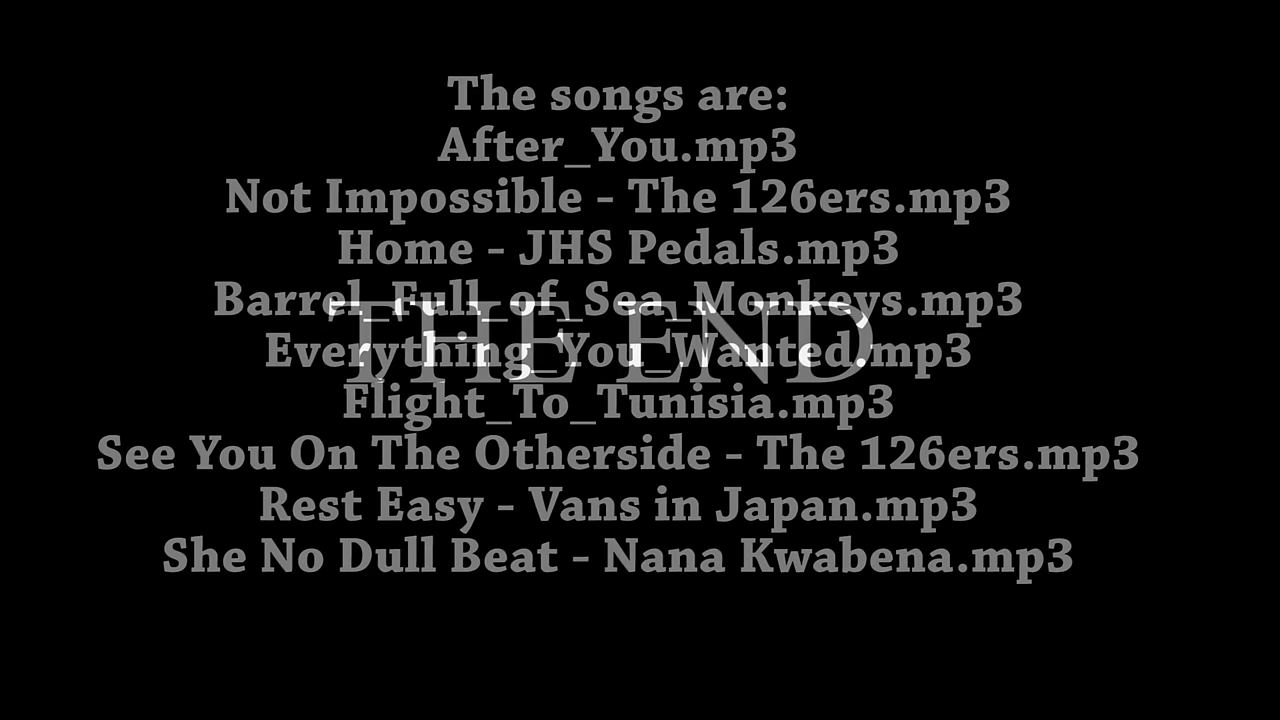 The songs are:
After_You.mp3
Not Impossible - The 126ers.mp3
Home - JHS Pedals.mp3
Barrel_Full_of_Sea_Monkeys.mp3
THE END
Everything_You_Wanted.mp3
Flight_To_Tunisia.mp3
See You On The Otherside - The 126ers.mp3
Rest Easy - Vans in Japan.mp3
She No Dull Beat - Nana Kwabena.mp3